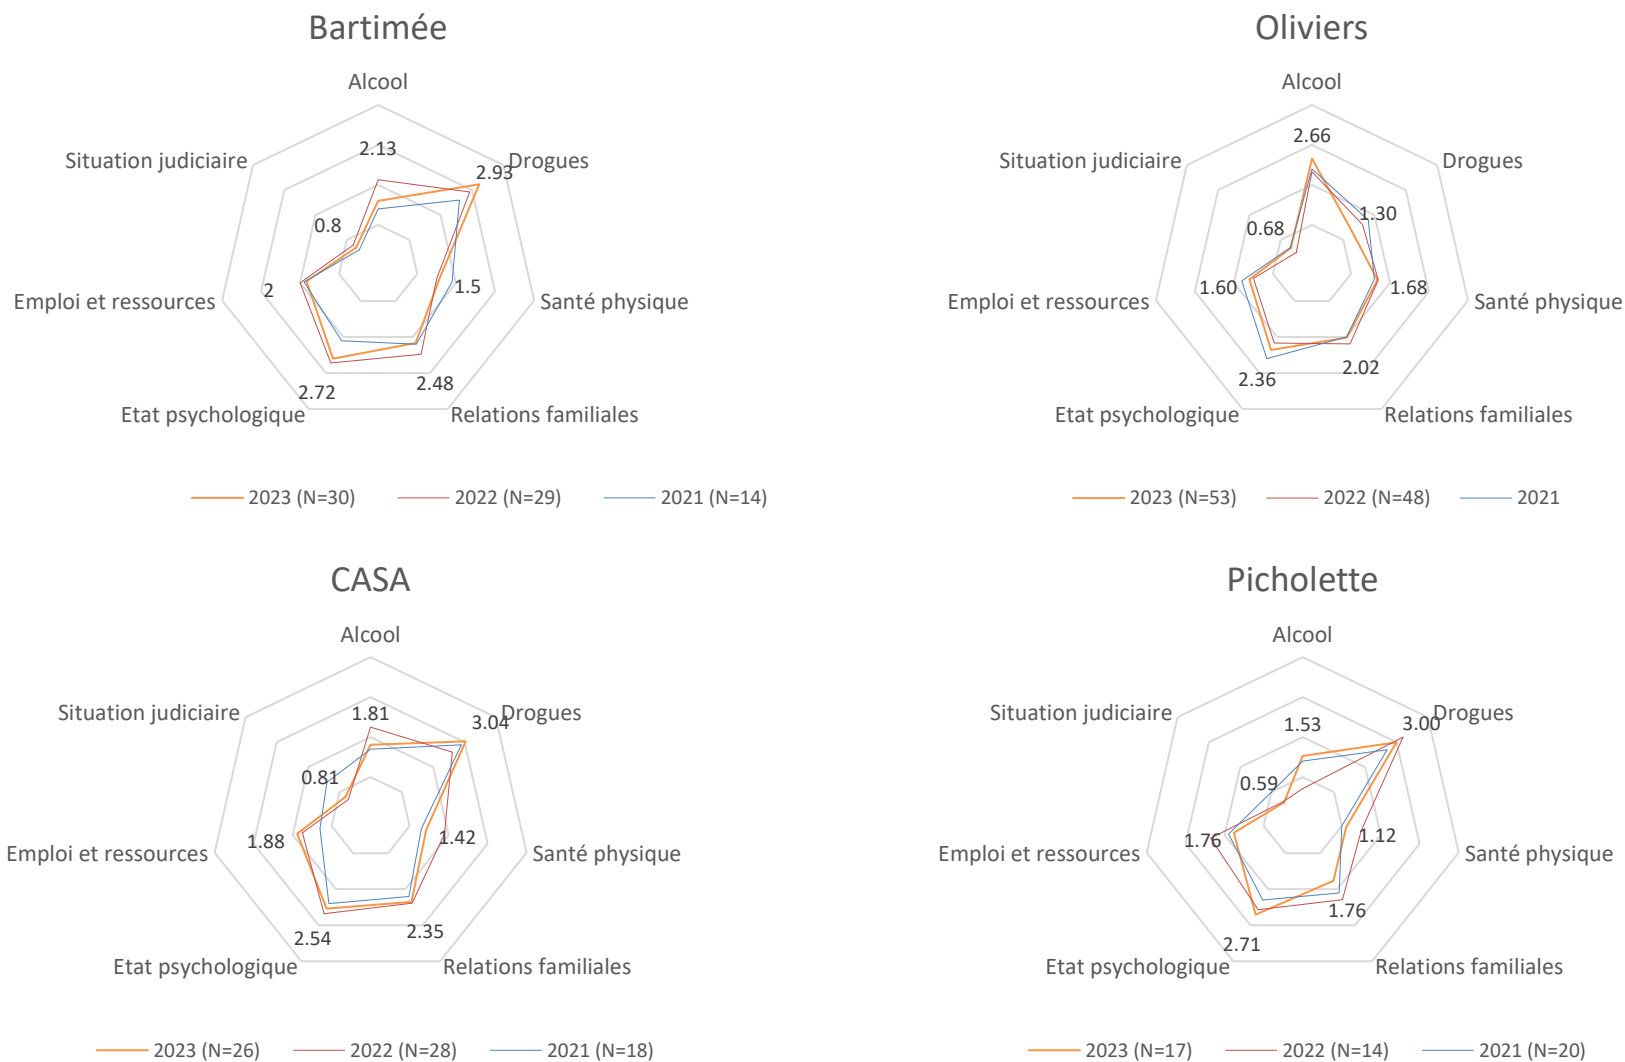 Bartimée
Alcool
Situation judiciaire
Drogues
2.13
2.93
0.8
2
1.5
Emploi et ressources
Santé physique
2.72
2.48
Etat psychologique
Relations familiales
2023 (N=30)
2022 (N=29)
2021 (N=14)
Oliviers
Alcool
2.66
Situation judiciaire
Drogues
1.30
0.68
1.60
1.68
Emploi et ressources
Santé physique
2.36
2.02
Etat psychologique
Relations familiales
2023 (N=53)
2022 (N=48)
2021
CASA
Alcool
Situation judiciaire
1.81
3.04
Drogues
0.81
1.88
1.42
Emploi et ressources
Santé physique
2.54
2.35
Etat psychologique
Relations familiales
2023 (N=26)
2022 (N=28)
2021 (N=18)
Picholette
Alcool
Situation judiciaire
1.53
3.00
Drogues
0.59
1.76
1.12
Emploi et ressources
Santé physique
2.71
1.76
Etat psychologique
Relations familiales
2023 (N=17)
2022 (N=14)
2021 (N=20)